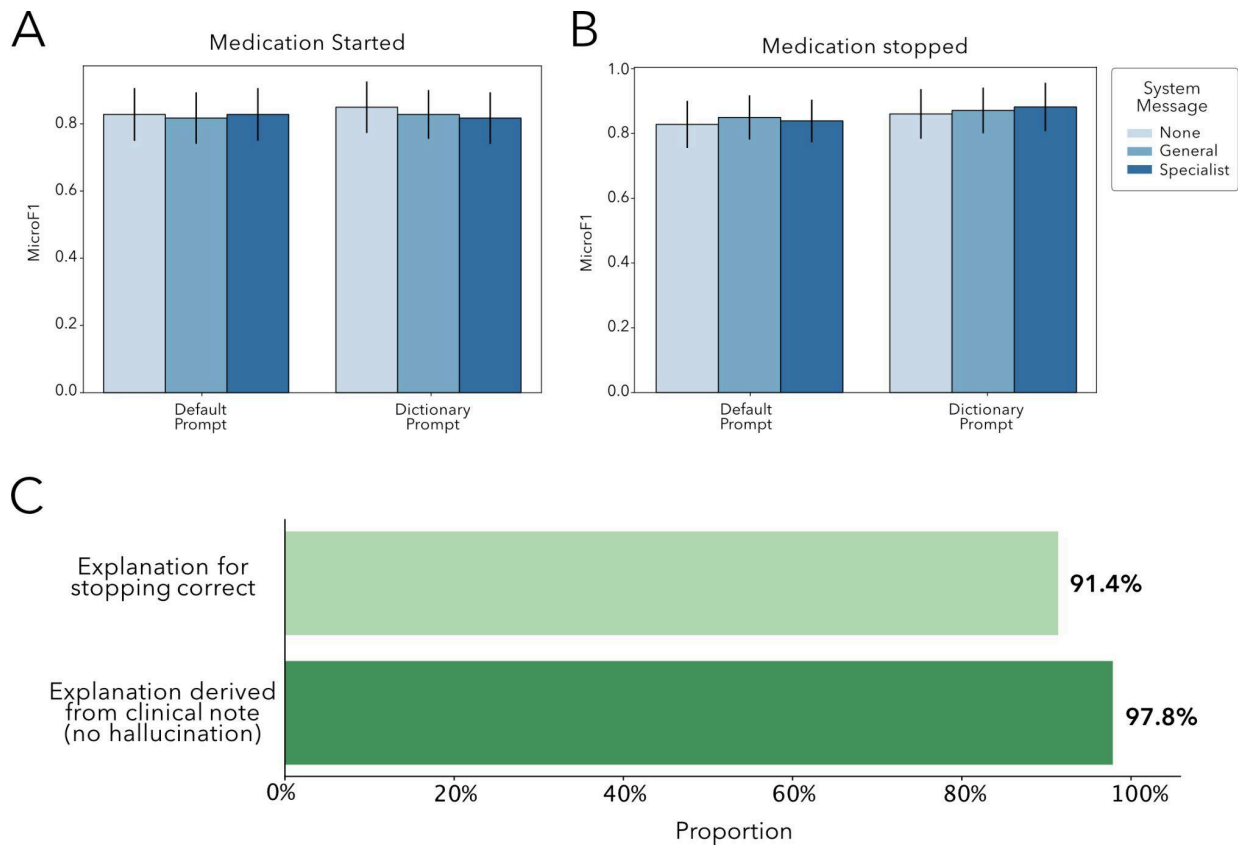 A
Medication Started
MicroF1
0.8
0.6
0.4
0.2
0.0
Default
Prompt
Dictionary
Prompt
B
Medication stopped
MicroF1
1.0
0.8
0.6
0.4
0.2
0.0
Default
Prompt
Dictionary
Prompt
System
Message
None
General
Specialist
C
Explanation for
stopping correct
91.4%
Explanation derived
from clinical note
(no hallucination)
97.8%
0%
20%
40%
60%
80%
100%
Proportion